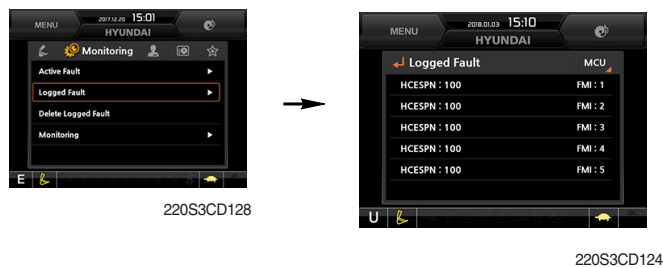 MENU
2017.12.20 15:01
HYUNDAI
Monitoring
Active Fault
Logged Fault
Delete Logged Fault
Monitoring
E
220S3CD128
MENU
2018.01.03 15:10
HYUNDAI
Logged Fault MCU
HCESPN : 100 FMI : 1
HCESPN : 100 FMI : 2
HCESPN : 100 FMI : 3
HCESPN : 100 FMI : 4
HCESPN : 100 FMI : 5
U
220S3CD124